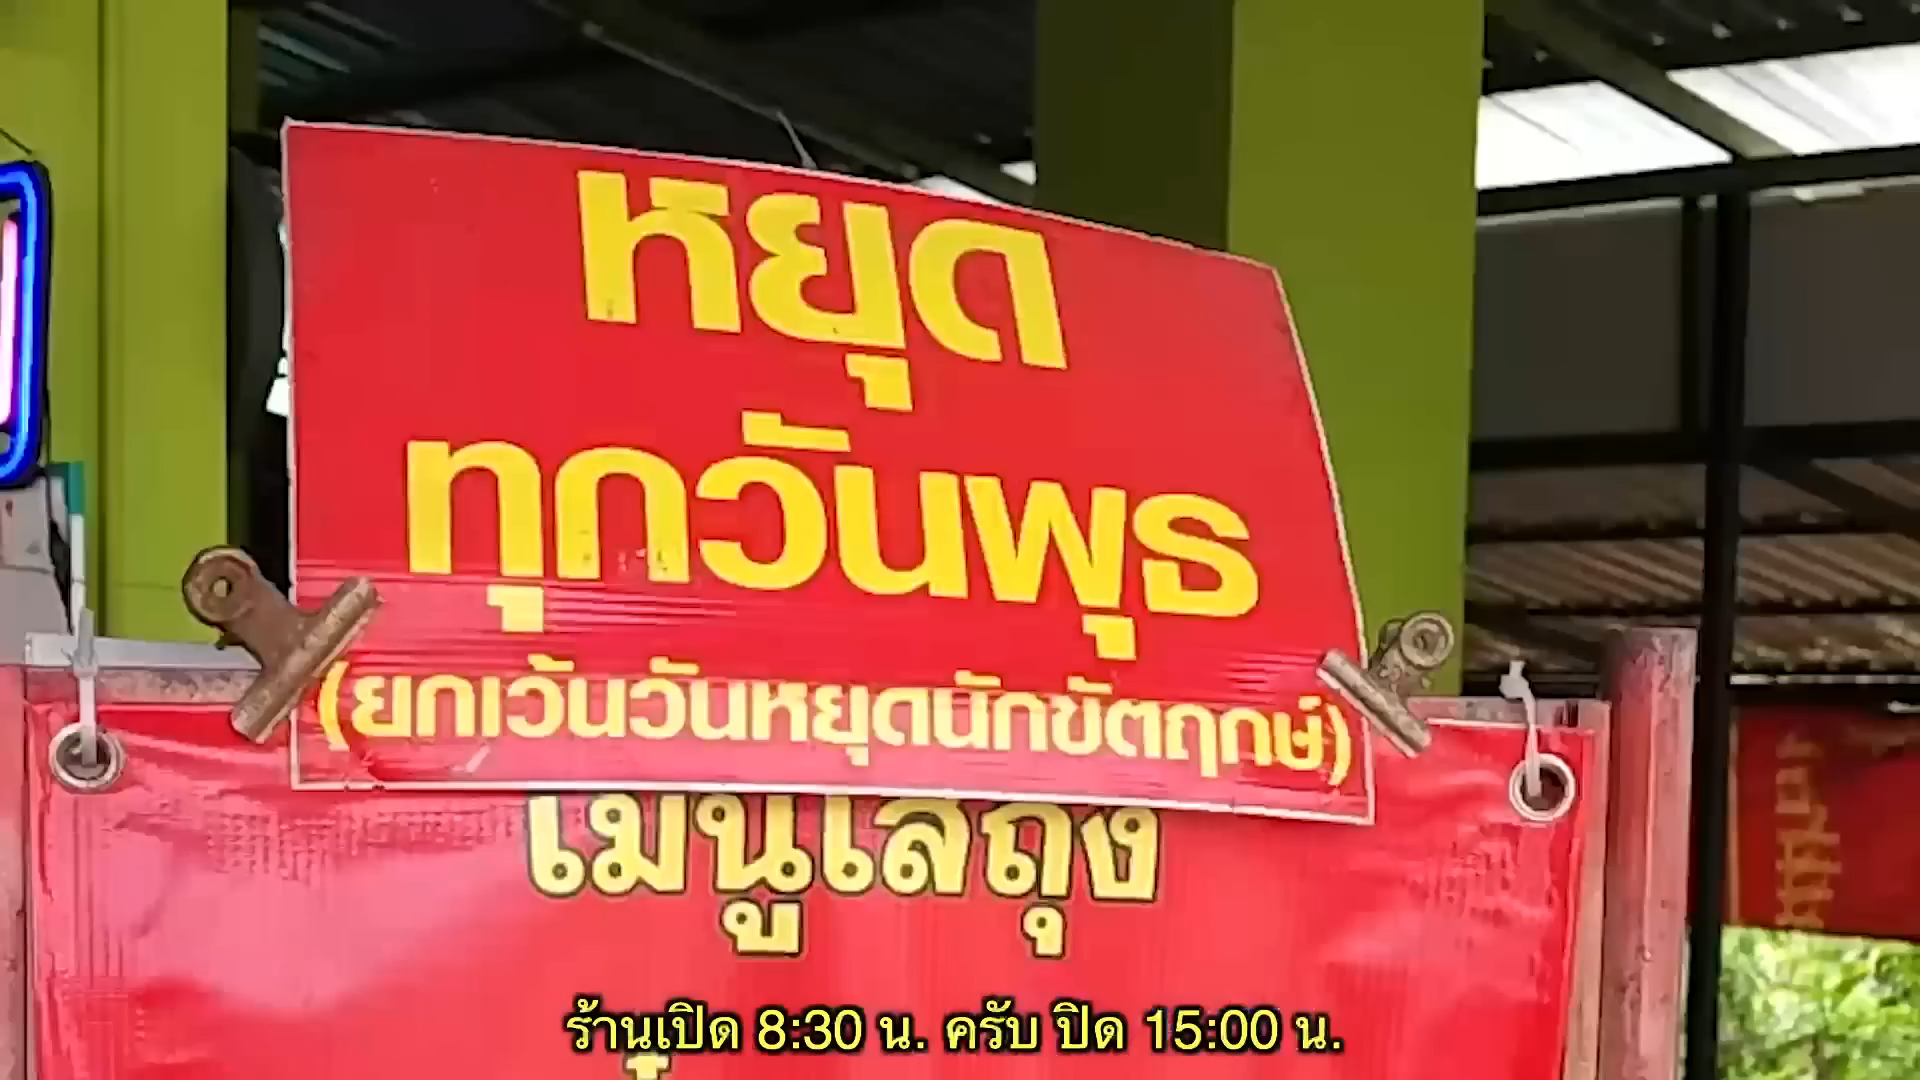 หยุด
ทุกวันพุธ
(ยกเว้นวันหยุดนักขัตฤกษ์)
เมนูใส่ถุง
ร้านเปิด 8:30 น. ครับ ปิด 15:00 น.